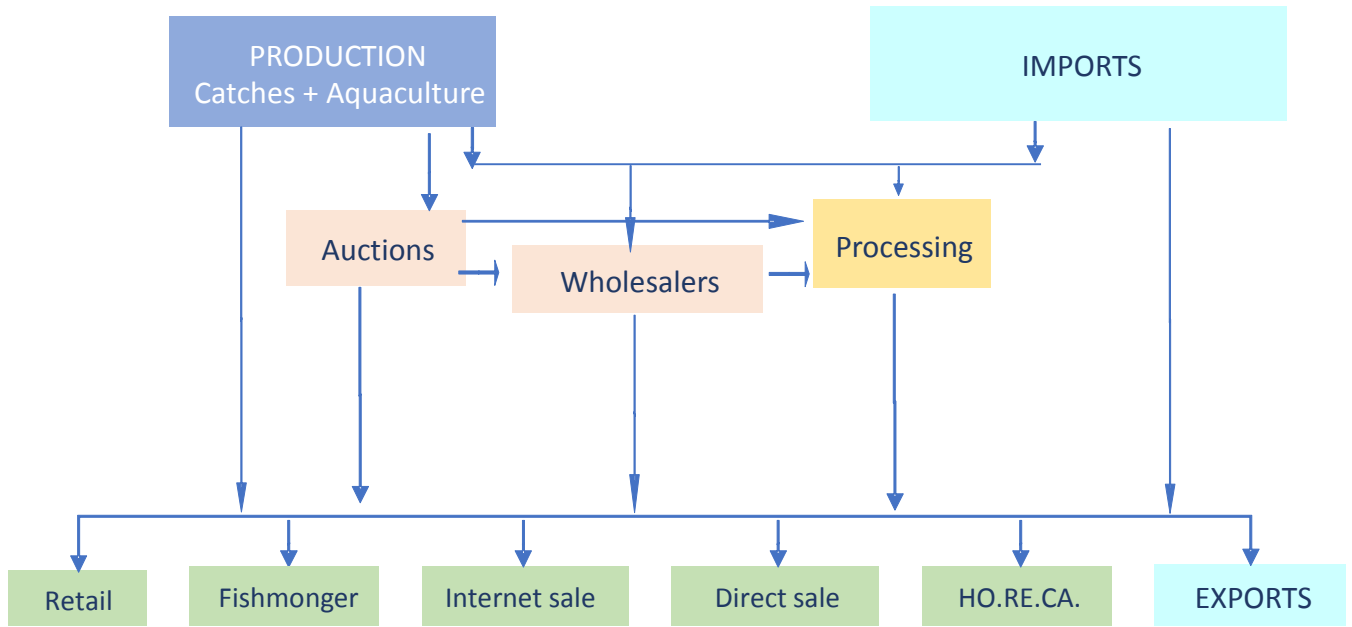 PRODUCTION
Catches + Aquaculture
IMPORTS
Auctions
Wholesalers
Processing
Retail
Fishmonger
Internet sale
Direct sale
HO.RE.CA.
EXPORTS